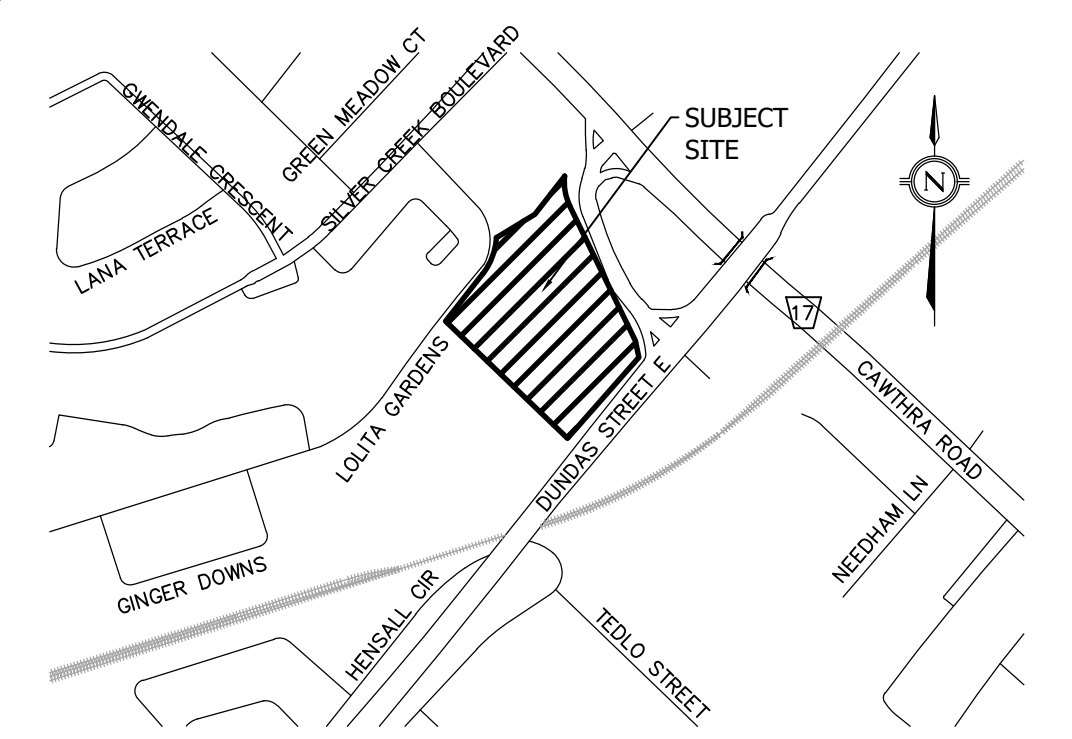 GREEN MEADOW CT
SILVER CREEK BOULEVARD
GWENDALE CRESCENT
SUBJECT
SITE
LANA TERRACE
N
17
LOLITA GARDENS
DUNDAS STREET E
CAWTHRA ROAD
NEEDHAM LN
GINGER DOWNS
HENSALL CIR
TEDLO STREET